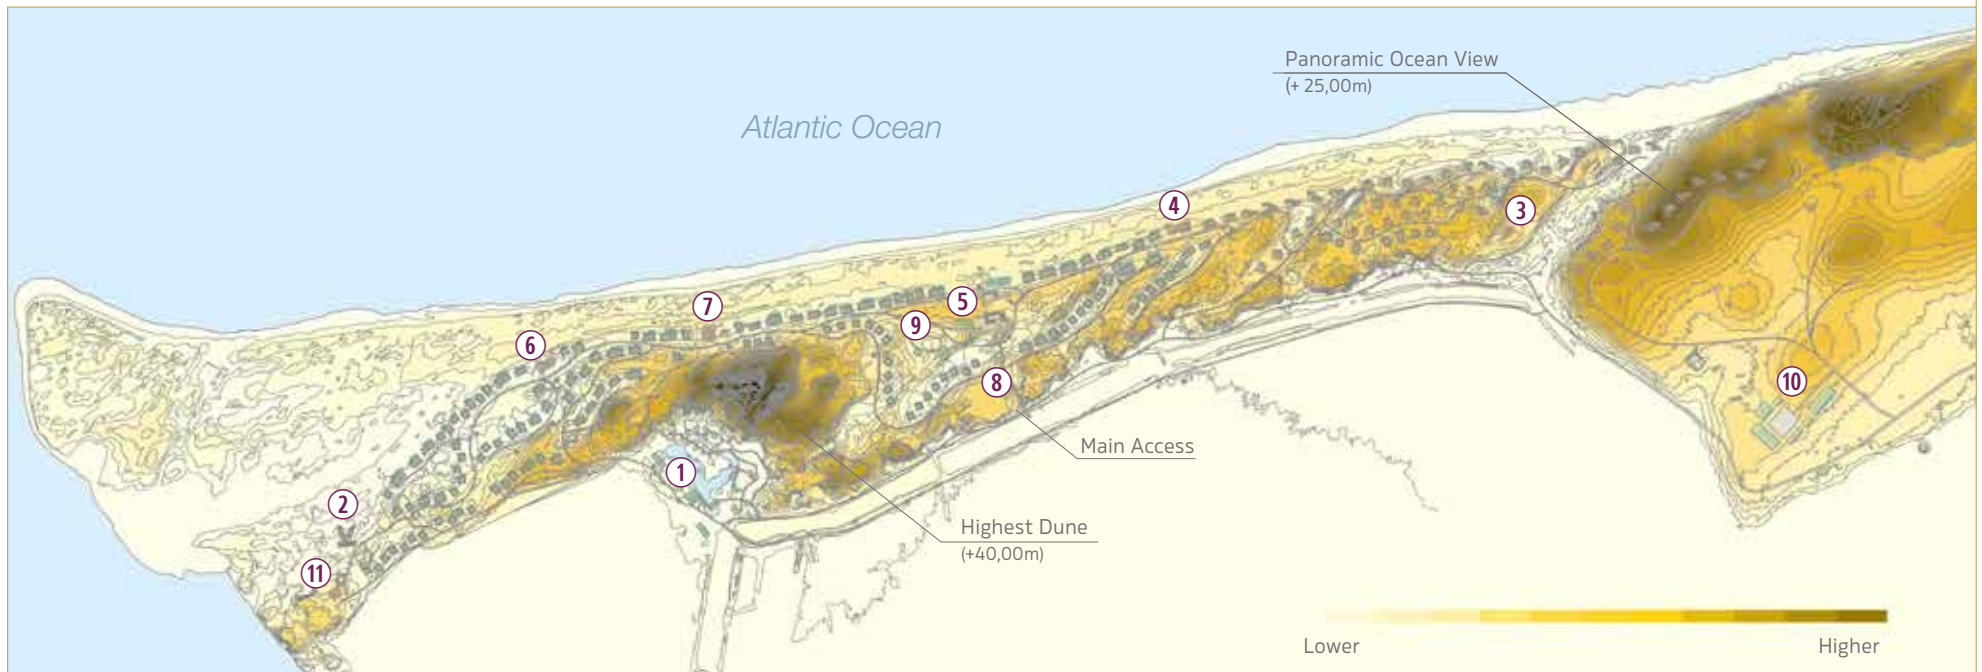 Panoramic Ocean View
(+ 25,00m)
Atlantic Ocean
4
3
7
5
9
6
8
10
Main Access
1
2
Highest Dune
(+40,00m)
11
Lower Higher